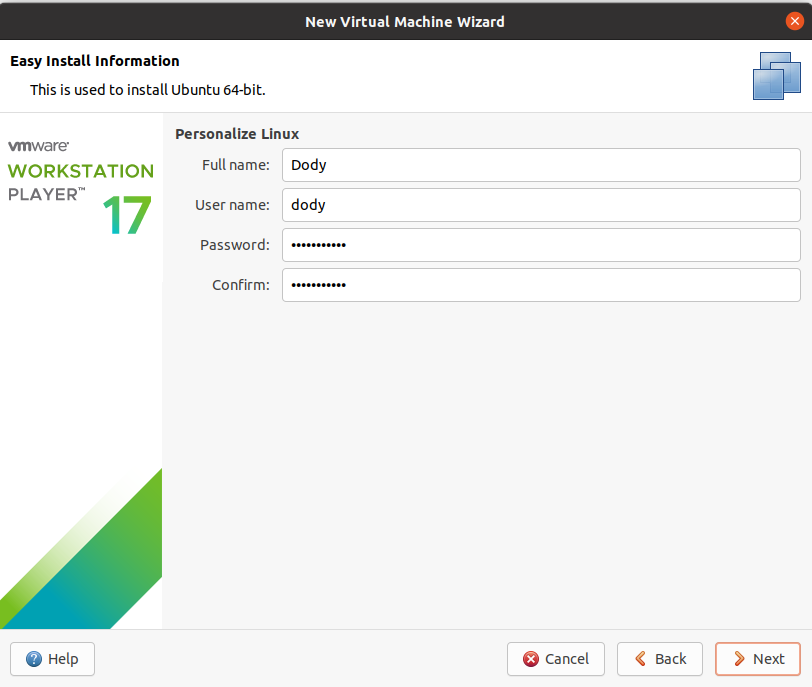 New Virtual Machine Wizard
Easy Install Information
This is used to install Ubuntu 64-bit.
vmware
WORKSTATION
PLAYER™
17
Personalize Linux
Full name: Dody
User name: dody
Password: •••••••••••
Confirm: •••••••••••
Help Cancel Back Next